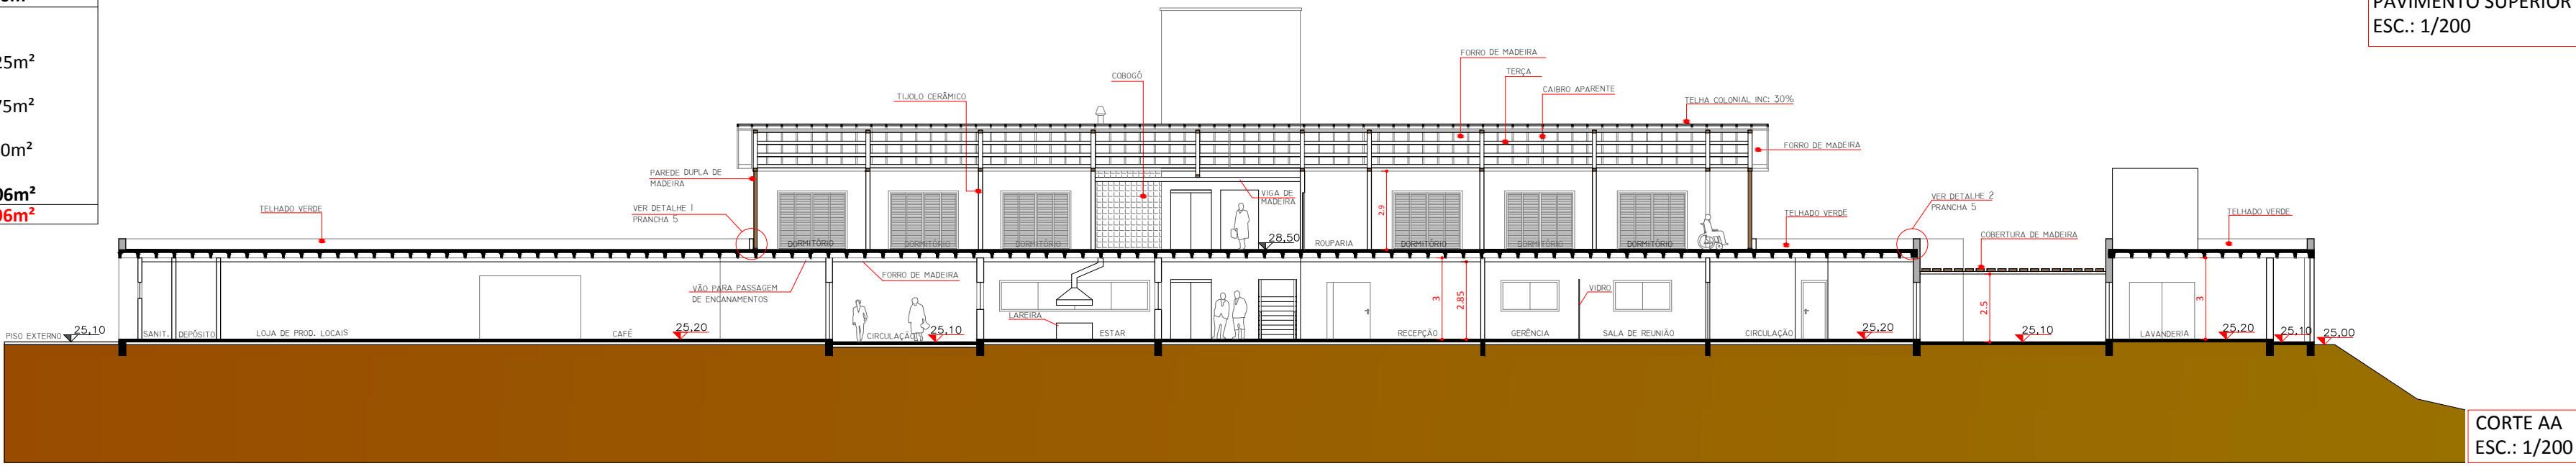 25m²
75m²
0m²
06m²
06m²
PAVIMENTO SUPERIOR
ESC.: 1/200
FORRO DE MADEIRA
TERÇA
COBOGÔ
CAIBRO APARENTE
TIJOLO CERÂMICO
TELHA COLONIAL INC: 30%
FORRO DE MADEIRA
PAREDE DUPLA DE
MADEIRA
VIGA DE
MADEIRA
VER DETALHE 1
PRANCHA 5
VER DETALHE 2
PRANCHA 5
TELHADO VERDE
2.9
TELHADO VERDE
TELHADO VERDE
COBERTURA DE MADEIRA
DORMITÓRIO
DORMITÓRIO
DORMITÓRIO
28,50
ROUPARIA
DORMITÓRIO
DORMITÓRIO
DORMITÓRIO
FORRO DE MADEIRA
VÃO PARA PASSAGEM
DE ENCANAMENTOS
VIDRO
3
2.85
2.5
3
LAREIRA
PISO EXTERNO
25,10
SANIT.
DEPÓSITO
LOJA DE PROD. LOCAIS
CAFÉ
25,20
CIRCULAÇÃO
25,10
ESTAR
RECEPÇÃO
GERÊNCIA
SALA DE REUNIÃO
CIRCULAÇÃO
25,20
25,10
LAVANDERIA
25,20
25,10
25,00
CORTE AA
ESC.: 1/200